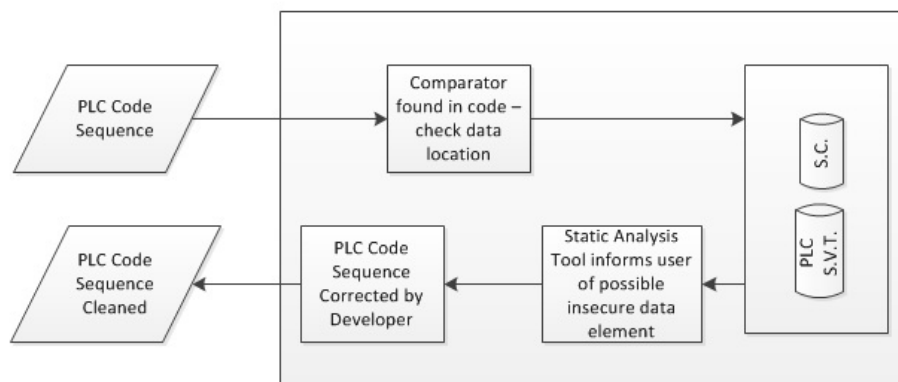 PLC Code
Sequence
Comparator
found in code –
check data
location
S.C.
PLC
S.V.T.
Static Analysis
Tool informs user
of possible
insecure data
element
PLC Code
Sequence
Corrected by
Developer
PLC Code
Sequence
Cleaned